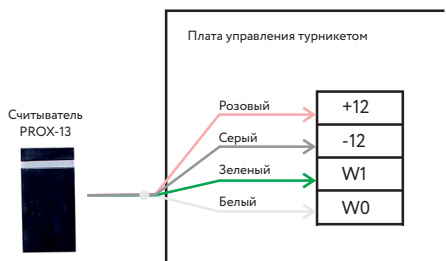 Плата управления турникетом
Считыватель
PROX-13
Розовый
+12
Серый
-12
Зеленый
W1
Белый
W0